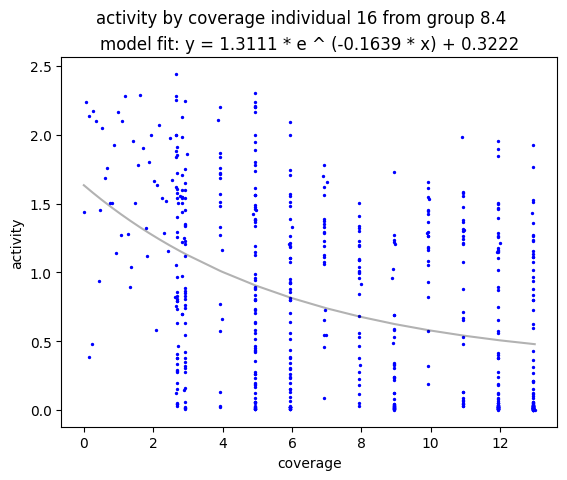 activity by coverage individual 16 from group 8.4
model fit: y = 1.3111 * e ^ (-0.1639 * x) + 0.3222
2.5
2.0
1.5
1.0
0.5
0.0
activity
0 2 4 6 8 10 12
coverage